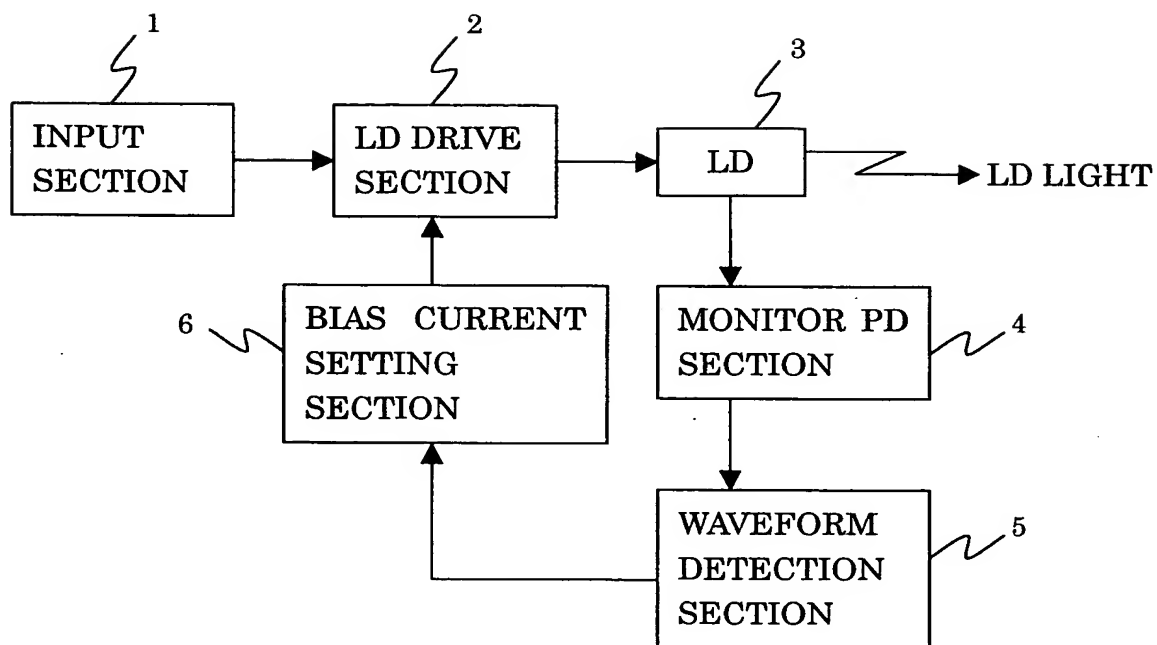 1
2
3
INPUT
SECTION
LD DRIVE
SECTION
LD
LD LIGHT
6
BIAS CURRENT
SETTING
SECTION
MONITOR PD
SECTION
4
WAVEFORM
DETECTION
SECTION
5